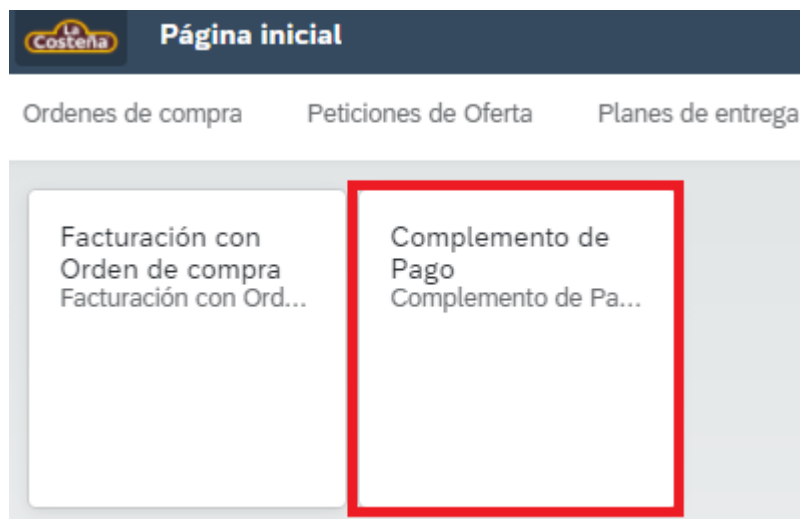 La
Costeña
Página inicial
Ordenes de compra
Peticiones de Oferta
Planes de entrega
Facturación con
Orden de compra
Facturación con Ord...
Complemento de
Pago
Complemento de Pa...